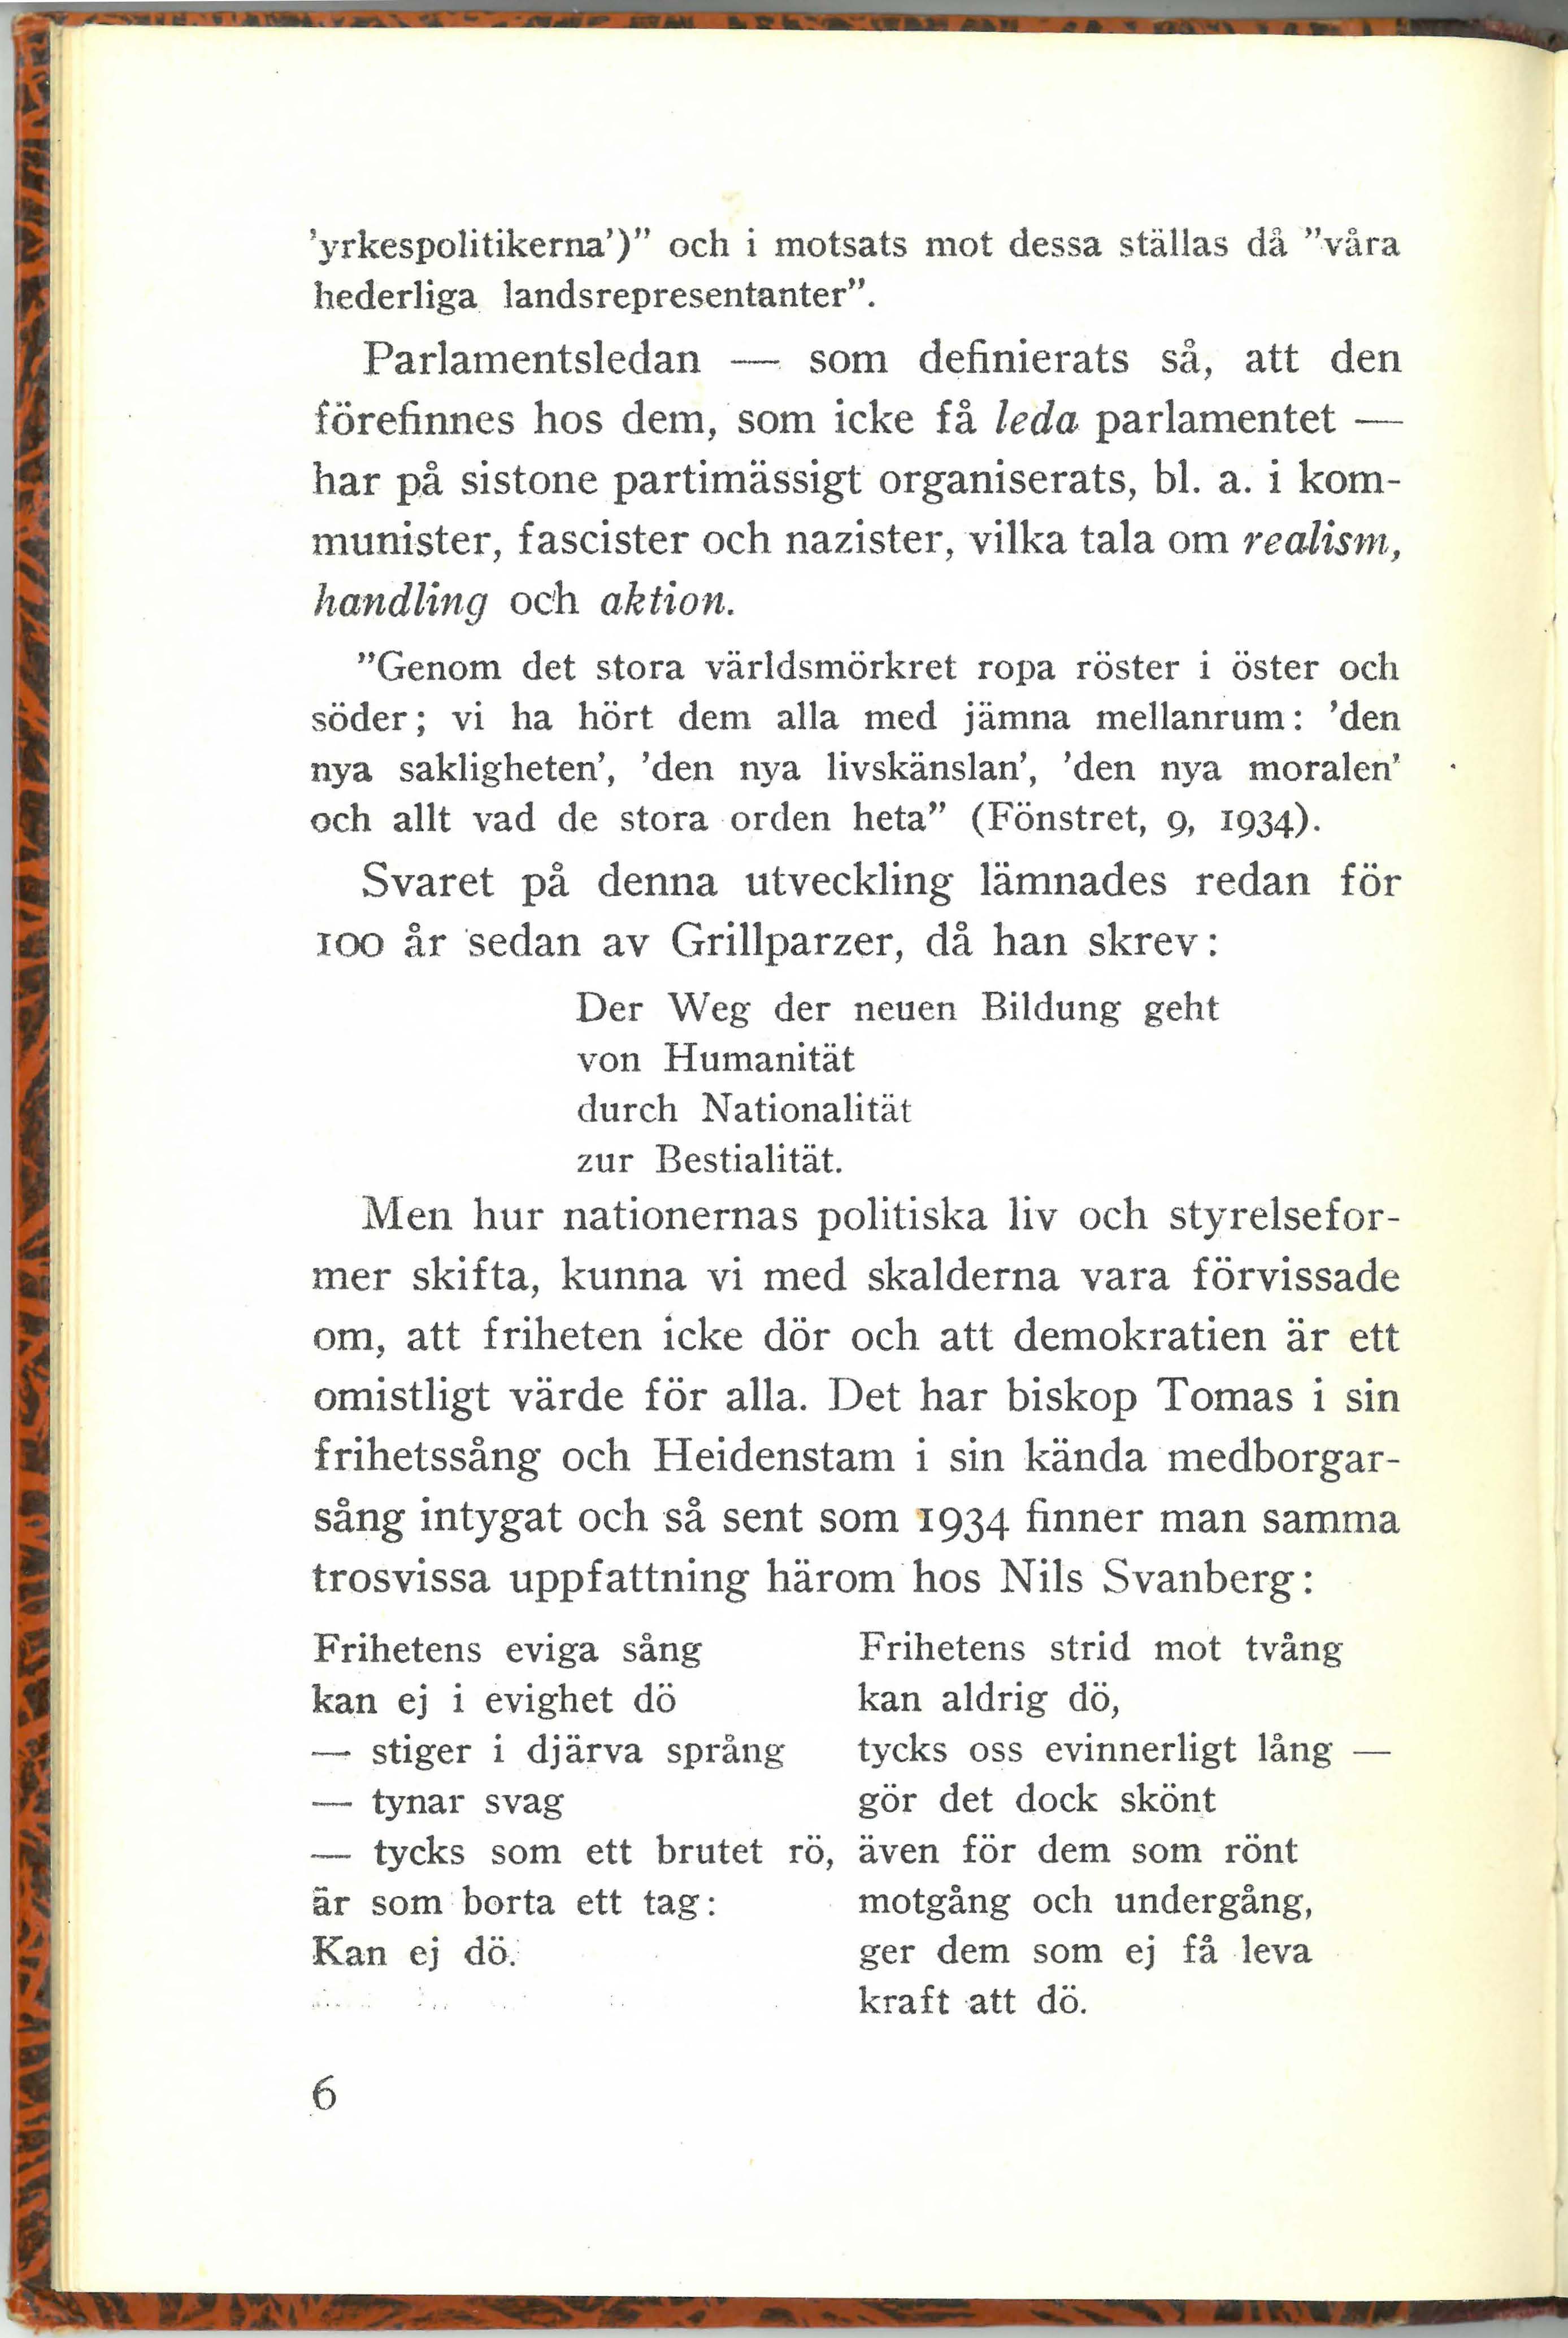 ’yrkespolitikerna’)” och i motsats mot dessa ställas då ”våra
hederliga landsrepresentanter”.
Parlamentsledan — som definierats så, att den
förefinnes hos dem, som icke få leda parlamentet —
har på sistone partimässigt organiserats, bl. a. i kom-
munister, fascister och nazister, vilka tala om realism,
handling och aktion.
”Genom det stora världsmörkret ropa röster i öster och
söder; vi ha hört dem alla med jämna mellanrum: ’den
nya sakligheten’, ’den nya livskänslan’, ’den nya moralen’
och allt vad de stora orden heta” (Fönstret, 9, 1934).
Svaret på denna utveckling lämnades redan för
100 år sedan av Grillparzer, då han skrev:
Der Weg der neuen Bildung geht
von Humanität
durch Nationalität
zur Bestialität.
Men hur nationernas politiska liv och styrelsefor-
mer skifta, kunna vi med skalderna vara förvissade
om, att friheten icke dör och att demokratien är ett
omistligt värde för alla. Det har biskop Tomas i sin
frihetssång och Heidenstam i sin kända medborgar-
sång intygat och så sent som 1934 finner man samma
trosvissa uppfattning härom hos Nils Svanberg:
Frihetens eviga sång
kan ej i evighet dö
— stiger i djärva språng
— tynar svag
— tycks som ett brutet rö,
är som borta ett tag:
Kan ej dö.
Frihetens strid mot tvång
kan aldrig dö,
tycks oss evinnerligt lång —
gör det dock skönt
även för dem som rönt
motgång och undergång,
ger dem som ej få leva
kraft att dö.
6